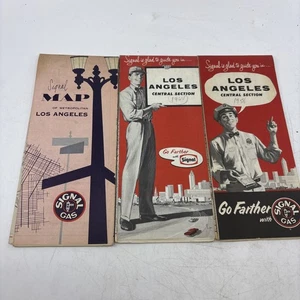 Signal
MAP
OF METROPOLITAN
LOS ANGELES
SIGNAL
GAS
Signal is glad to guide you in...
LOS
ANGELES
CENTRAL SECTION
Go Farther
with
Signal
Signal is glad to guide you in...
LOS
ANGELES
CENTRAL SECTION
Go Farther
with
SIGNAL
GAS